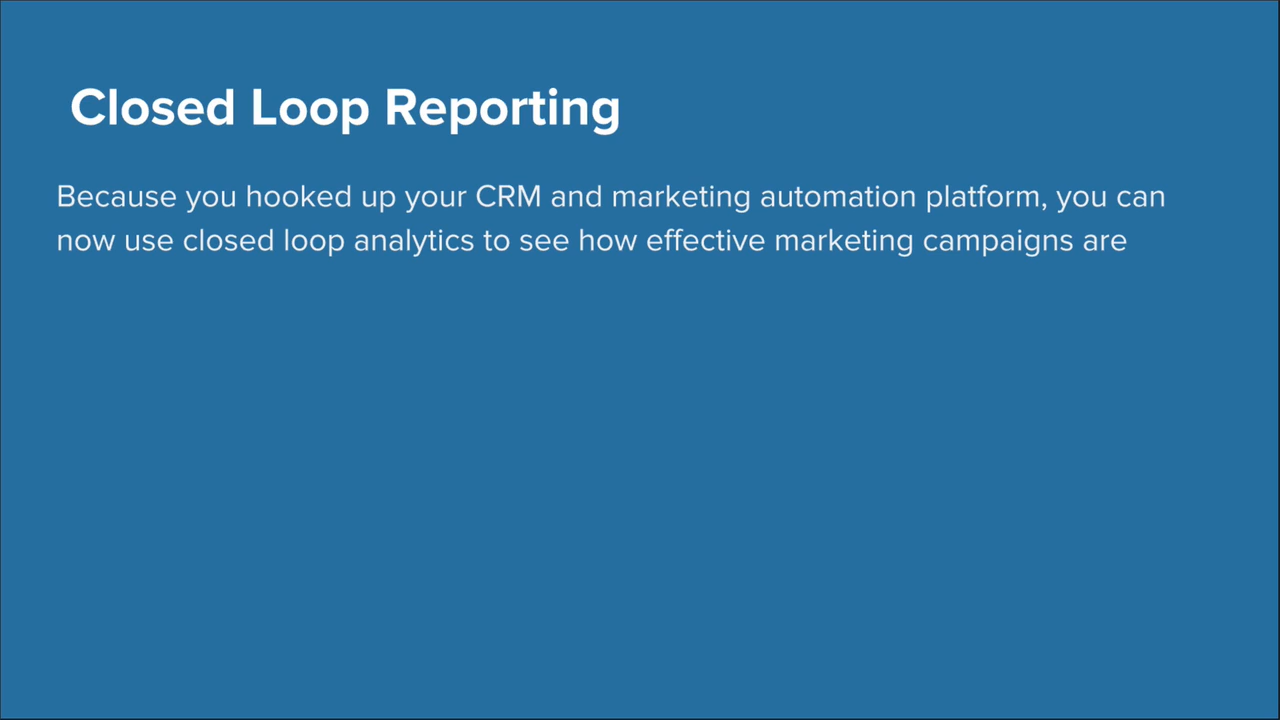 Closed Loop Reporting
Because you hooked up your CRM and marketing automation platform, you can
now use closed loop analytics to see how effective marketing campaigns are